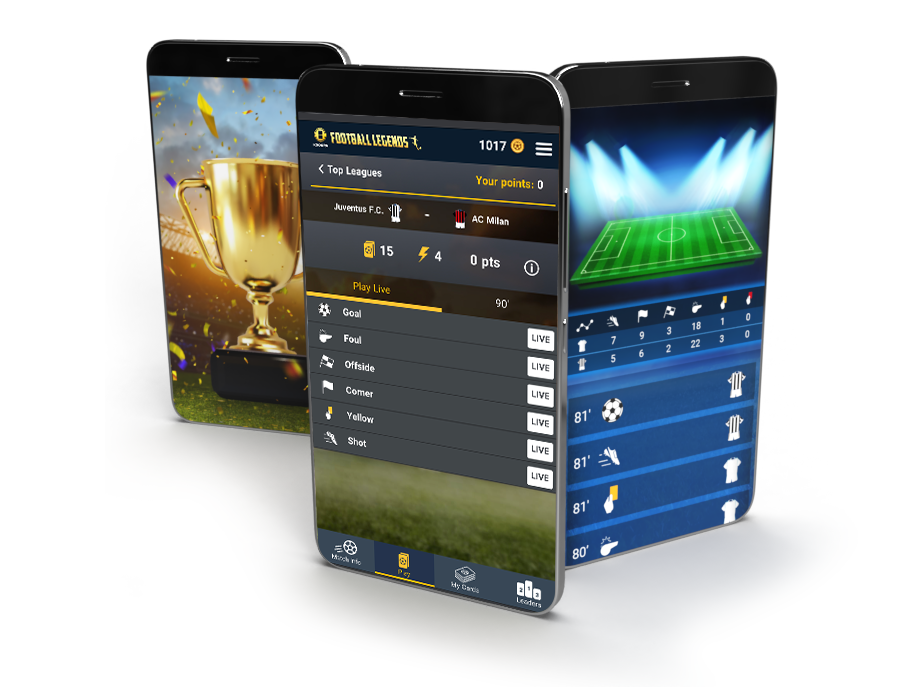 FOOTBALL LEGENDS
1017
Top Leagues
Your points: 0
Juventus F.C. - AC Milan
15 4 0 pts
Play Live 90'
Goal
LIVE
Foul
LIVE
Offside
LIVE
Corner
LIVE
Yellow
LIVE
Shot
LIVE
Match Info Play My Cards Leaders
7 9 3 18 1 0
5 6 2 22 3 0
81'
81'
81'
80'